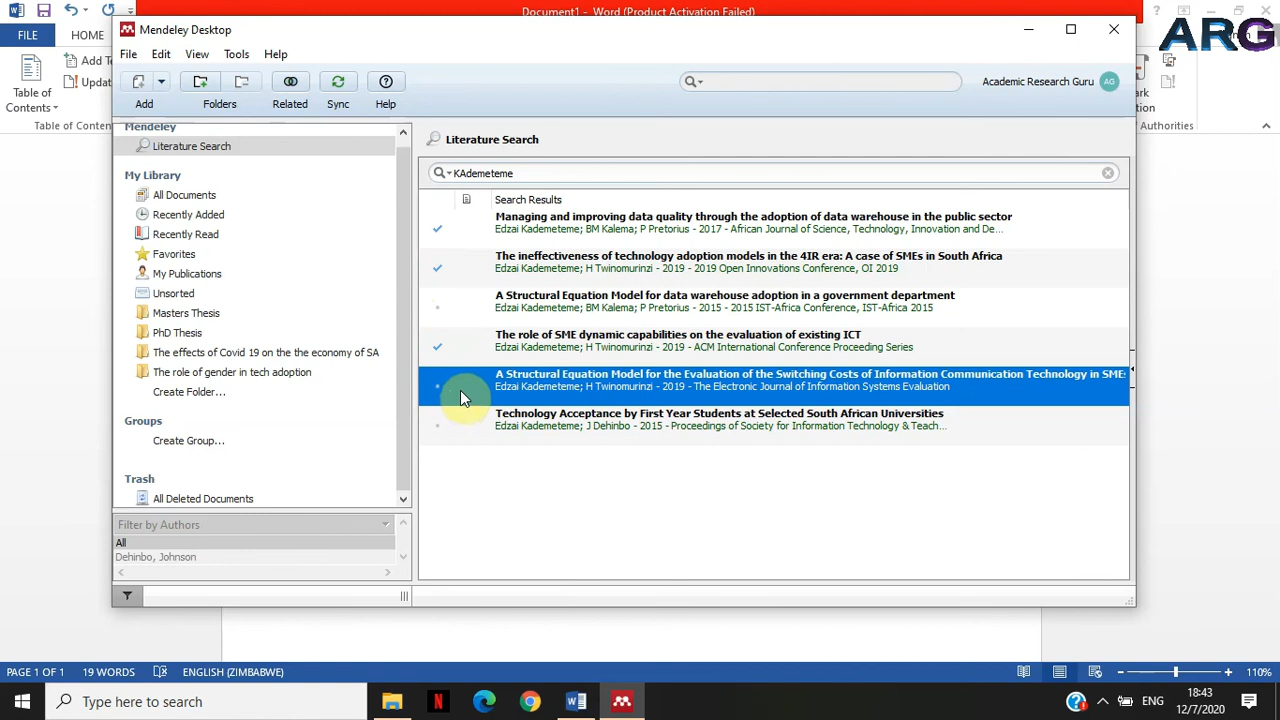 Document1 - Word (Product Activation Failed)
Mendeley Desktop
ARG
FILE
HOME
File Edit View Tools Help
Add Te
Updat
Table of
Contents
Table of Conten
Add
Folders
Related
Sync
Help
Academic Research Guru
AG
ark
tion
of Authorities
Mendeley
Literature Search
My Library
All Documents
Recently Added
Recently Read
Favorites
My Publications
Unsorted
Masters Thesis
PhD Thesis
The effects of Covid 19 on the the economy of SA
The role of gender in tech adoption
Create Folder...
Groups
Create Group...
Trash
All Deleted Documents
Filter by Authors
All
Dehinbo, Johnson
Literature Search
KAdemeteme
Search Results
Managing and improving data quality through the adoption of data warehouse in the public sector
Edzai Kademeteme; BM Kalema; P Pretorius - 2017 - African Journal of Science, Technology, Innovation and De...
The ineffectiveness of technology adoption models in the 4IR era: A case of SMEs in South Africa
Edzai Kademeteme; H Twinomurinzi - 2019 - 2019 Open Innovations Conference, OI 2019
A Structural Equation Model for data warehouse adoption in a government department
Edzai Kademeteme; BM Kalema; P Pretorius - 2015 - 2015 IST-Africa Conference, IST-Africa 2015
The role of SME dynamic capabilities on the evaluation of existing ICT
Edzai Kademeteme; H Twinomurinzi - 2019 - ACM International Conference Proceeding Series
A Structural Equation Model for the Evaluation of the Switching Costs of Information Communication Technology in SME
Edzai Kademeteme; H Twinomurinzi - 2019 - The Electronic Journal of Information Systems Evaluation
Technology Acceptance by First Year Students at Selected South African Universities
Edzai Kademeteme; J Dehinbo - 2015 - Proceedings of Society for Information Technology & Teach...
PAGE 1 OF 1
19 WORDS
ENGLISH (ZIMBABWE)
110%
Type here to search
ENG
18:43
12/7/2020